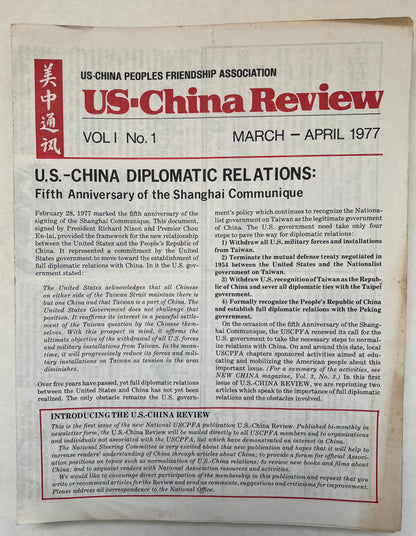 美中通訊
US-CHINA PEOPLES FRIENDSHIP ASSOCIATION
US-China Review
VOL I No. 1 MARCH – APRIL 1977
U.S.-CHINA DIPLOMATIC RELATIONS:
Fifth Anniversary of the Shanghai Communique
February 28, 1977 marked the fifth anniversary of the
signing of the Shanghai Communique. This document,
signed by President Richard Nixon and Premier Chou
En-lai, provided the framework for the new relationship
between the United States and the People's Republic of
China. It represented a commitment by the United
States government to move toward the establishment of
full diplomatic relations with China. In it the U.S. gov-
ernment stated:
The United States acknowledges that all Chinese
on either side of the Taiwan Strait maintain there is
but one China and that Taiwan is a part of China. The
United States Government does not challenge that
position. It reaffirms its interest in a peaceful settle-
ment of the Taiwan question by the Chinese them-
selves. With this prospect in mind, it affirms the
ultimate objective of the withdrawal of all U.S. forces
and military installations from Taiwan. In the mean-
time, it will progressively reduce its forces and mili-
tary installations on Taiwan as tension in the area
diminishes.
Over five years have passed, yet full diplomatic relations
between the United States and China has not yet been
realized. The only obstacle remains the U.S. govern-
ment's policy which continues to recognize the Nationa-
list government on Taiwan as the legitimate government
of China. The U.S. government need take only four
steps to pave the way for diplomatic relations:
1) Withdraw all U.S. military forces and installations
from Taiwan.
2) Terminate the mutual defense treaty negotiated in
1954 between the United States and the Nationalist
government on Taiwan.
3) Withdraw U.S. recognition of Taiwan as the Repub-
lic of China and sever all diplomatic ties with the Taipei
government.
4) Formally recognize the People's Republic of China
and establish full diplomatic relations with the Peking
government.
On the occasion of the fifth Anniversary of the Shang-
hai Communique, the USCPFA renewed its call for the
U.S. government to take the necessary steps to normal-
ize relations with China. On and around this date, local
USCPFA chapters sponsored activities aimed at edu-
cating and mobilizing the American people about this
important issue. (For a summary of the activities, see
NEW CHINA magazine, Vol. 3, No. 2.) In this first
issue of U.S.-CHINA REVIEW, we are reprinting two
articles which speak to the importance of full diplomatic
relations and the obstacles involved.
INTRODUCING THE U.S.-CHINA REVIEW
This is the first issue of the new National USCPFA publication U.S.-China Review. Published bi-monthly in
newsletter form, the U.S.-China Review will be mailed directly to all USCPFA members and to organizations
and individuals not associated with the USCPFA, but which have demonstrated an interest in China.
The National Steering Committee is very excited about this new publication and hopes that it will help to
increase readers' understanding of China through articles about China; to provide a forum for official Associ-
ation positions on topics such as normalization of U.S.-China relations; to review new books and films about
China; and to acquaint readers with National Association resources and activities.
We would like to encourage direct participation of the membership in this publication and request that you
write or recommend articles for the Review and send us comments, suggestions and criticisms for improvement.
Please address all correspondence to the National Office.